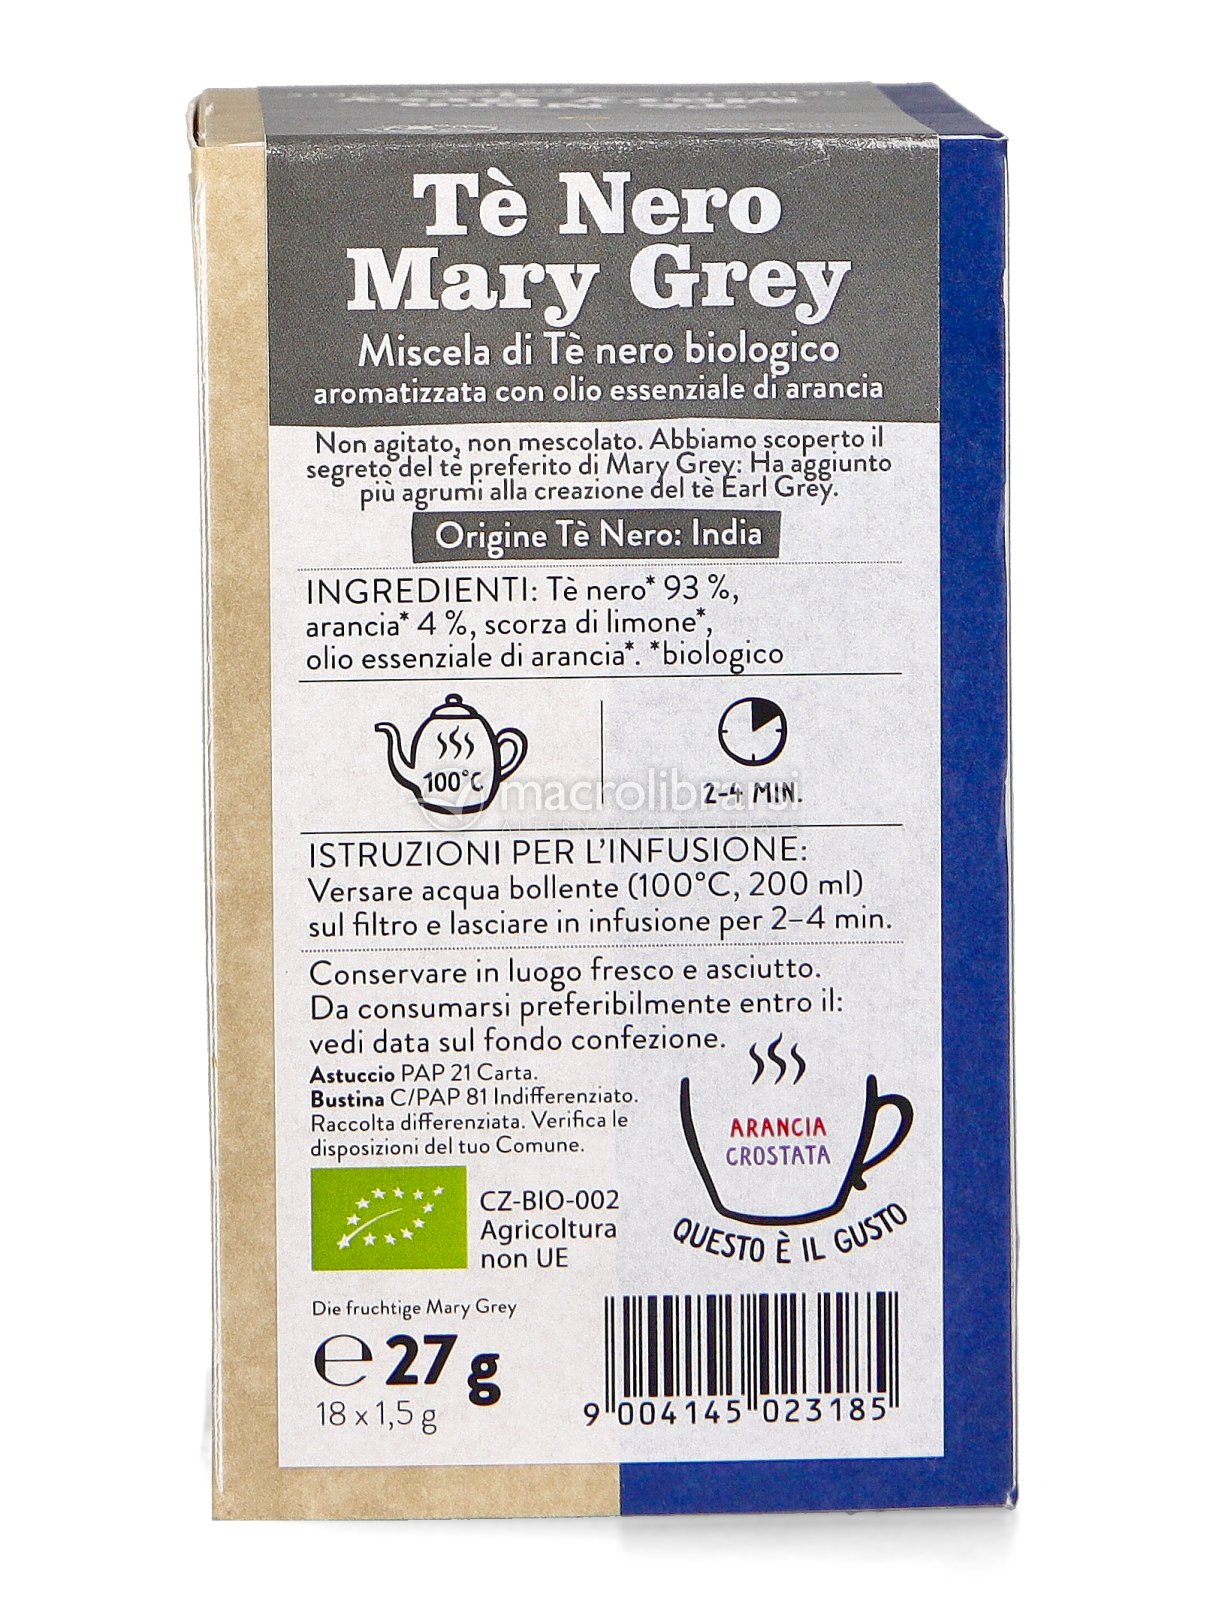 Tè Nero
Mary Grey
Miscela di Tè nero biologico
aromatizzata con olio essenziale di arancia
Non agitato, non mescolato. Abbiamo scoperto il
segreto del tè preferito di Mary Grey: Ha aggiunto
più agrumi alla creazione del tè Earl Grey.
Origine Tè Nero: India
INGREDIENTI: Tè nero* 93 %,
arancia* 4 %, scorza di limone*,
olio essenziale di arancia*. *biologico
100°C
2-4 MIN.
macrolibrarsi
ISTRUZIONI PER L'INFUSIONE:
Versare acqua bollente (100°C, 200 ml)
sul filtro e lasciare in infusione per 2–4 min.
Conservare in luogo fresco e asciutto.
Da consumarsi preferibilmente entro il:
vedi data sul fondo confezione.
Astuccio PAP 21 Carta.
Bustina C/PAP 81 Indifferenziato.
Raccolta differenziata. Verifica le
disposizioni del tuo Comune.
ARANCIA
CROSTATA
QUESTO È IL GUSTO
CZ-BIO-002
Agricoltura
non UE
Die fruchtige Mary Grey
℮ 27 g
18 x 1,5 g
9 004145 023185